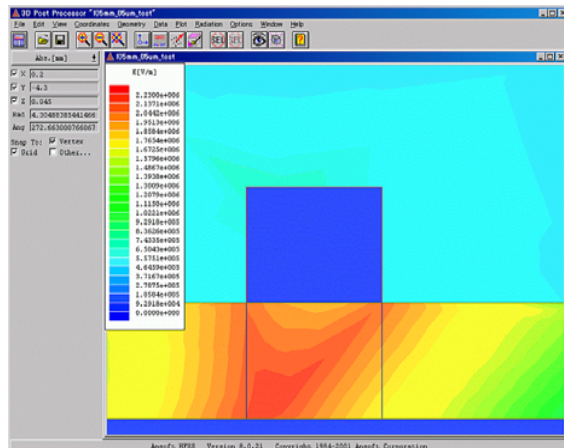 3D Post Processor "105mm_05um_test"
File Edit View Coordinates Geometry Data Plot Radiation Options Window Help
Abs.[mm]
X 0.2
Y -4.3
Z 0.045
Rad 4.30488385441466
Ang 272.663000766067
Snap To: Vertex
Grid Other...
105mm_05um_test
E[V/m]
2.2300e+006
2.1371e+006
2.0442e+006
1.9513e+006
1.8584e+006
1.7654e+006
1.6725e+006
1.5796e+006
1.4867e+006
1.3938e+006
1.3009e+006
1.2079e+006
1.1150e+006
1.0221e+006
9.2918e+005
8.3626e+005
7.4335e+005
6.5043e+005
5.5751e+005
4.6459e+005
3.7167e+005
2.7875e+005
1.8584e+005
9.2918e+004
0.0000e+000
Ansoft HFSS Version 8.0.21 Copyright 1984-2001 Ansoft Corporation